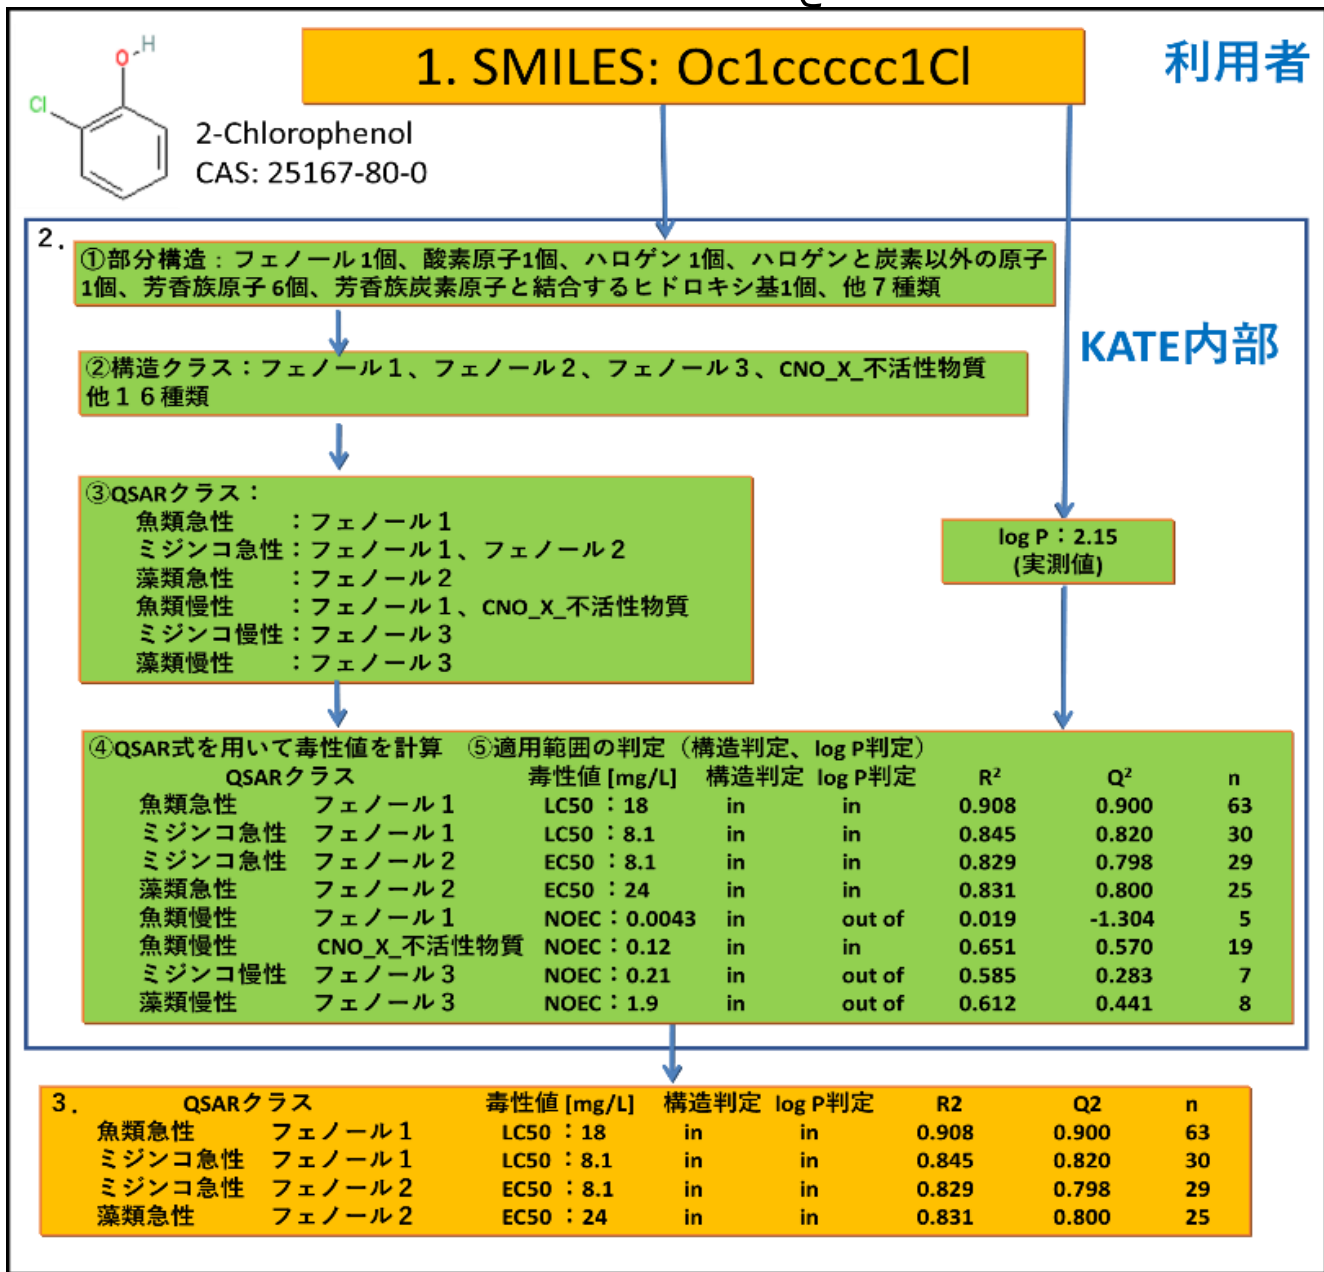 1. SMILES: Oc1ccccc1Cl
利用者
H
O
Cl
2-Chlorophenol
CAS: 25167-80-0
2.
①部分構造：フェノール 1個、酸素原子1個、ハロゲン 1個、ハロゲンと炭素以外の原子
1個、芳香族原子 6個、芳香族炭素原子と結合するヒドロキシ基1個、他７種類
KATE内部
②構造クラス：フェノール１、フェノール２、フェノール３、CNO_X_不活性物質
他１６種類
③QSARクラス：
魚類急性　　：フェノール１
ミジンコ急性：フェノール１、フェノール２
藻類急性　　：フェノール２
魚類慢性　　：フェノール１、CNO_X_不活性物質
ミジンコ慢性：フェノール３
藻類慢性　　：フェノール３
log P：2.15
(実測値)
④QSAR式を用いて毒性値を計算　⑤適用範囲の判定（構造判定、log P判定）
QSARクラス 毒性値 [mg/L] 構造判定 log P判定 R² Q² n
魚類急性 フェノール１ LC50：18 in in 0.908 0.900 63
ミジンコ急性 フェノール１ LC50：8.1 in in 0.845 0.820 30
ミジンコ急性 フェノール２ EC50：8.1 in in 0.829 0.798 29
藻類急性 フェノール２ EC50：24 in in 0.831 0.800 25
魚類慢性 フェノール１ NOEC：0.0043 in out of 0.019 -1.304 5
魚類慢性 CNO_X_不活性物質 NOEC：0.12 in in 0.651 0.570 19
ミジンコ慢性 フェノール３ NOEC：0.21 in out of 0.585 0.283 7
藻類慢性 フェノール３ NOEC：1.9 in out of 0.612 0.441 8
3. QSARクラス 毒性値 [mg/L] 構造判定 log P判定 R2 Q2 n
魚類急性 フェノール１ LC50：18 in in 0.908 0.900 63
ミジンコ急性 フェノール１ LC50：8.1 in in 0.845 0.820 30
ミジンコ急性 フェノール２ EC50：8.1 in in 0.829 0.798 29
藻類急性 フェノール２ EC50：24 in in 0.831 0.800 25